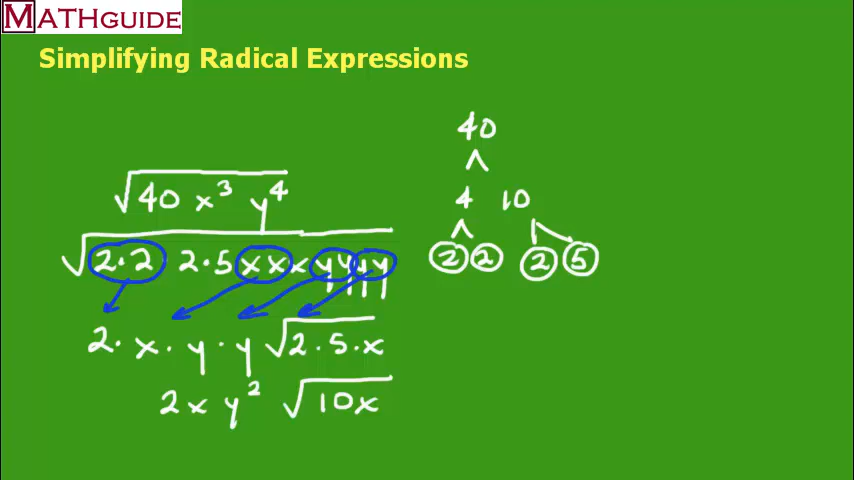 MATHGUIDE
Simplifying Radical Expressions
√40 x³ y⁴
√2·2 2·5 x x x y y y y
2· x · y · y √2·5·x
2x y² √10x
40
4 10
2 2 2 5